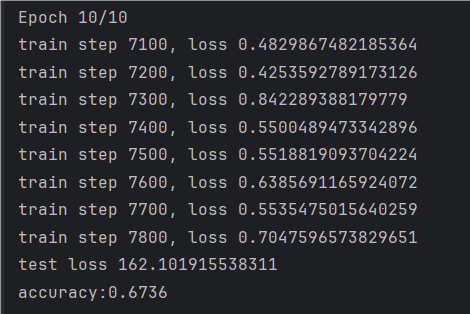 Epoch 10/10
train step 7100, loss 0.4829867482185364
train step 7200, loss 0.4253592789173126
train step 7300, loss 0.842289388179779
train step 7400, loss 0.5500489473342896
train step 7500, loss 0.5518819093704224
train step 7600, loss 0.6385691165924072
train step 7700, loss 0.5535475015640259
train step 7800, loss 0.7047596573829651
test loss 162.101915538311
accuracy:0.6736